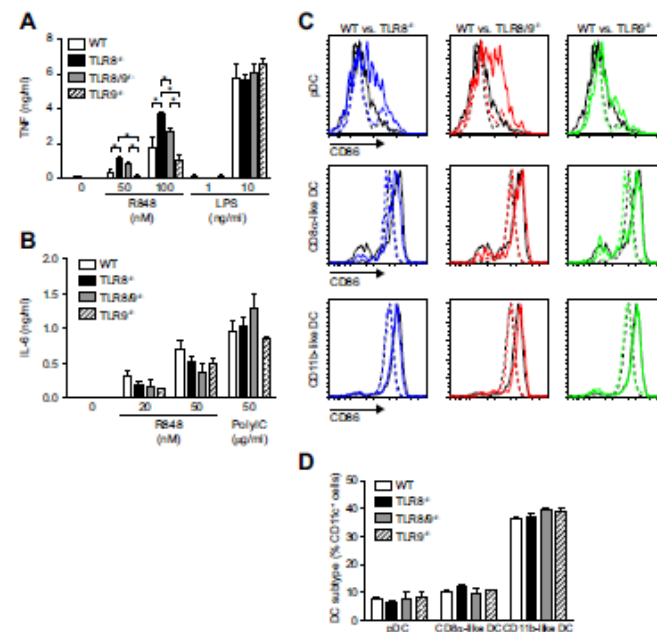 A
TNF (ng/ml)
8
6
4
2
0
WT
TLR8-/-
TLR8/9-/-
TLR9-/-
* * * * * * * *
0 50 100 1 10
R848 LPS
(nM) (ng/ml)
B
IL-6 (ng/ml)
2.0
1.5
1.0
0.5
0.0
WT
TLR8-/-
TLR8/9-/-
TLR9-/-
0 20 50 50
R848 PolyIC
(nM) (μg/ml)
C
WT vs. TLR8-/- WT vs. TLR8/9-/- WT vs. TLR9-/-
pDC
CD86
CD8α-like DC
CD86
CD11b-like DC
CD86
D
DC subtype (% CD11c+ cells)
50
40
30
20
10
0
WT
TLR8-/-
TLR8/9-/-
TLR9-/-
pDC CD8α-like DC CD11b-like DC